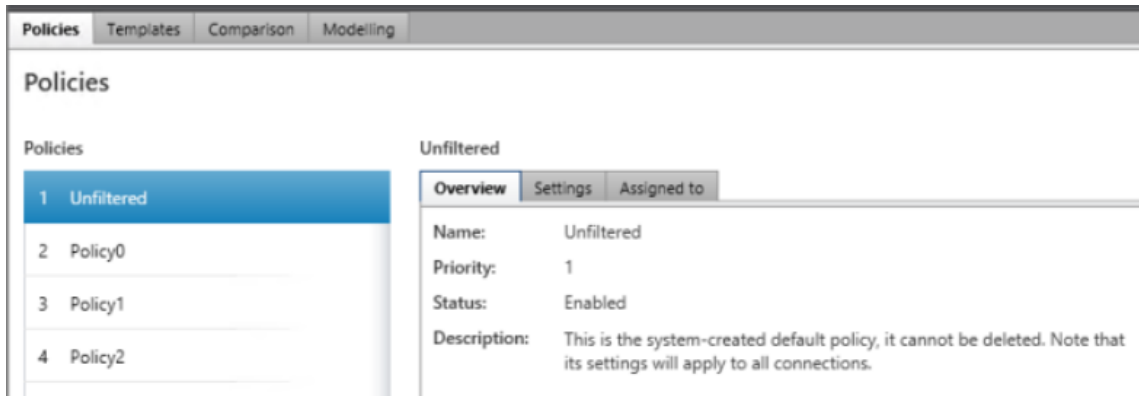 Policies Templates Comparison Modelling
Policies
Policies
1 Unfiltered
2 Policy0
3 Policy1
4 Policy2
Unfiltered
Overview Settings Assigned to
Name: Unfiltered
Priority: 1
Status: Enabled
Description: This is the system-created default policy, it cannot be deleted. Note that
its settings will apply to all connections.